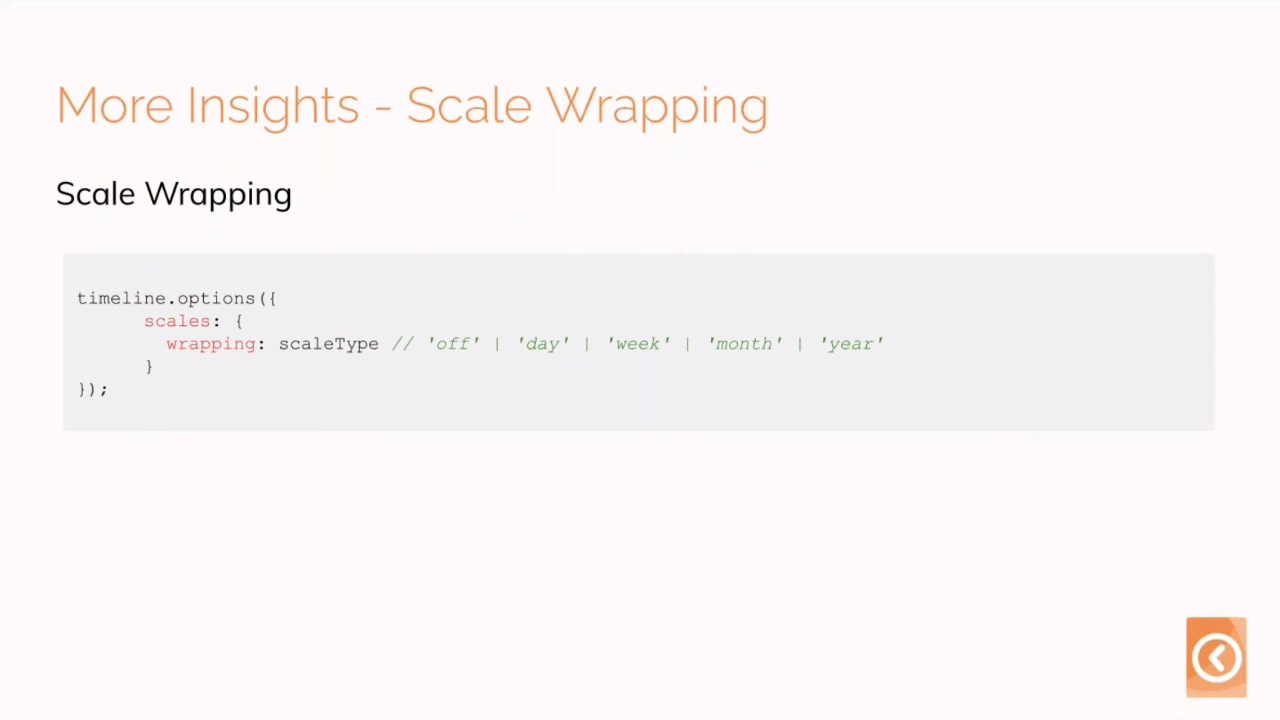 More Insights - Scale Wrapping
Scale Wrapping
timeline.options({
scales: {
wrapping: scaleType // 'off' | 'day' | 'week' | 'month' | 'year'
}
});